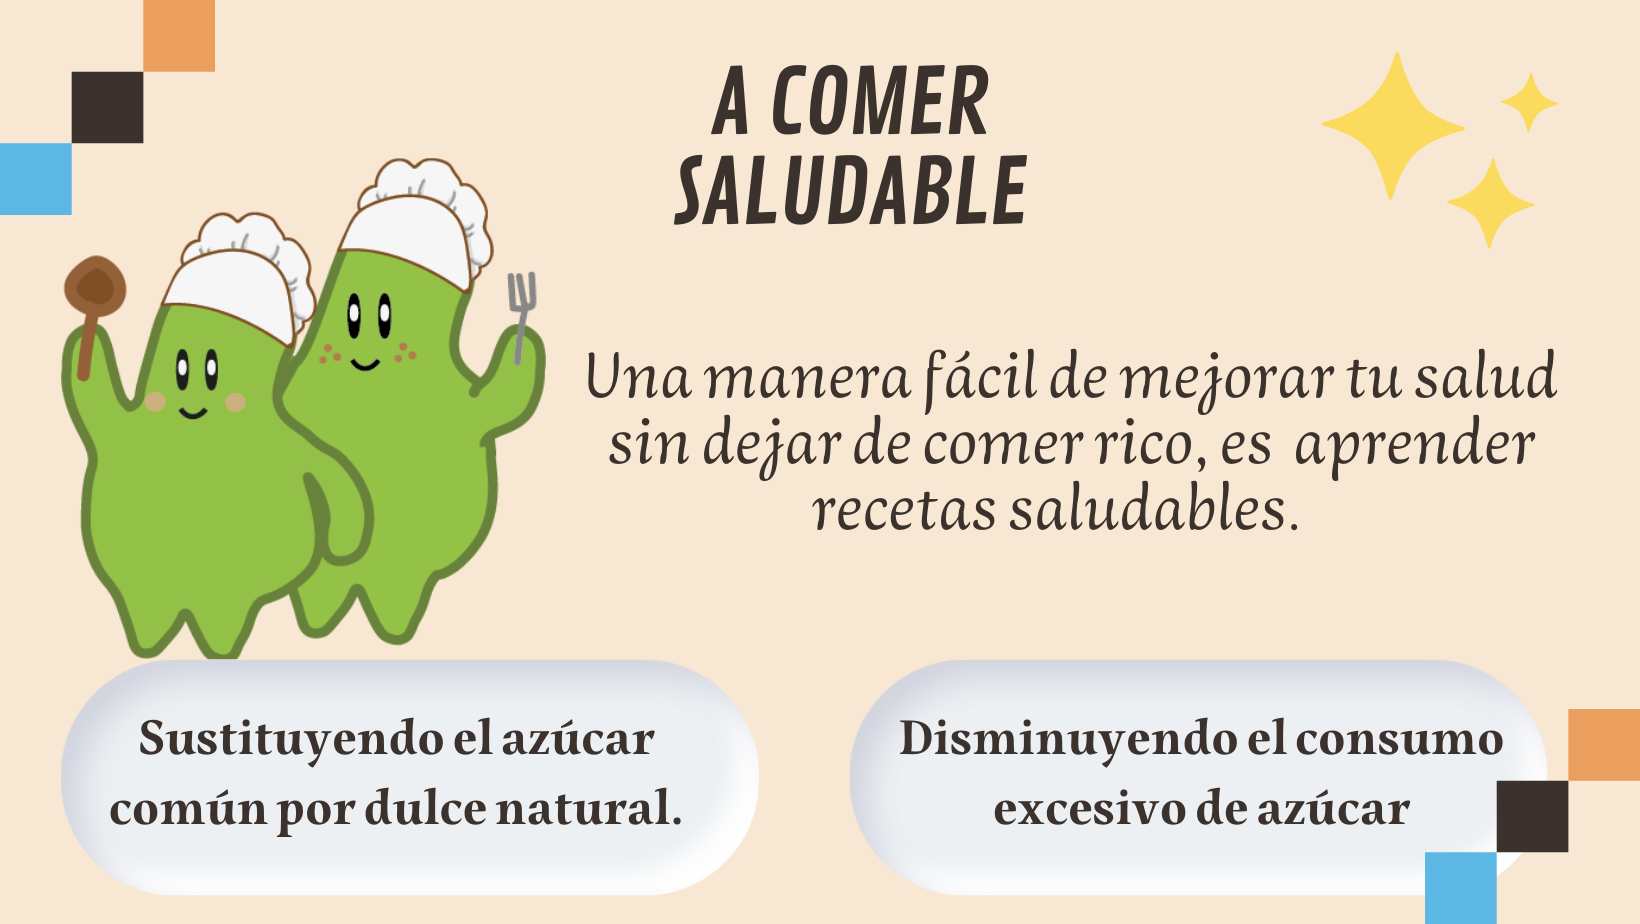 A COMER
SALUDABLE
Una manera fácil de mejorar tu salud
sin dejar de comer rico, es aprender
recetas saludables.
Sustituyendo el azúcar
común por dulce natural.
Disminuyendo el consumo
excesivo de azúcar